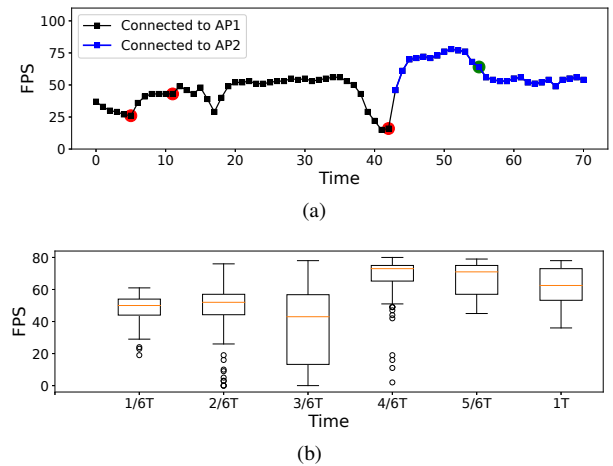 100
75
50
25
0
FPS
Connected to AP1
Connected to AP2
0 10 20 30 40 50 60 70
Time
(a)
80
60
40
20
0
FPS
1/6T 2/6T 3/6T 4/6T 5/6T 1T
Time
(b)